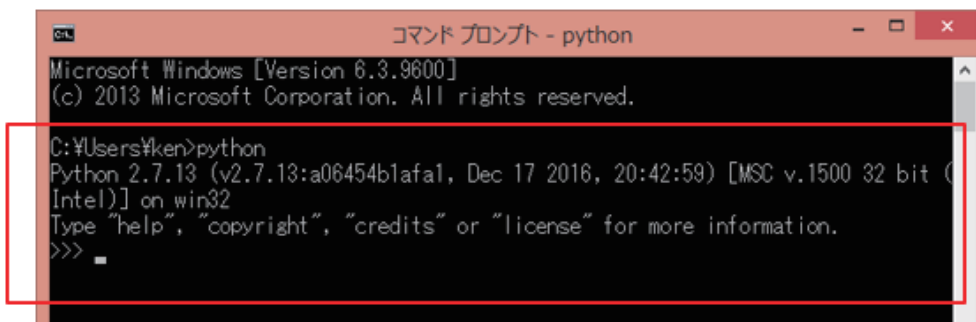 コマンド プロンプト - python
Microsoft Windows [Version 6.3.9600]
(c) 2013 Microsoft Corporation. All rights reserved.
C:¥Users¥ken>python
Python 2.7.13 (v2.7.13:a06454b1afa1, Dec 17 2016, 20:42:59) [MSC v.1500 32 bit (
Intel)] on win32
Type "help", "copyright", "credits" or "license" for more information.
>>> _